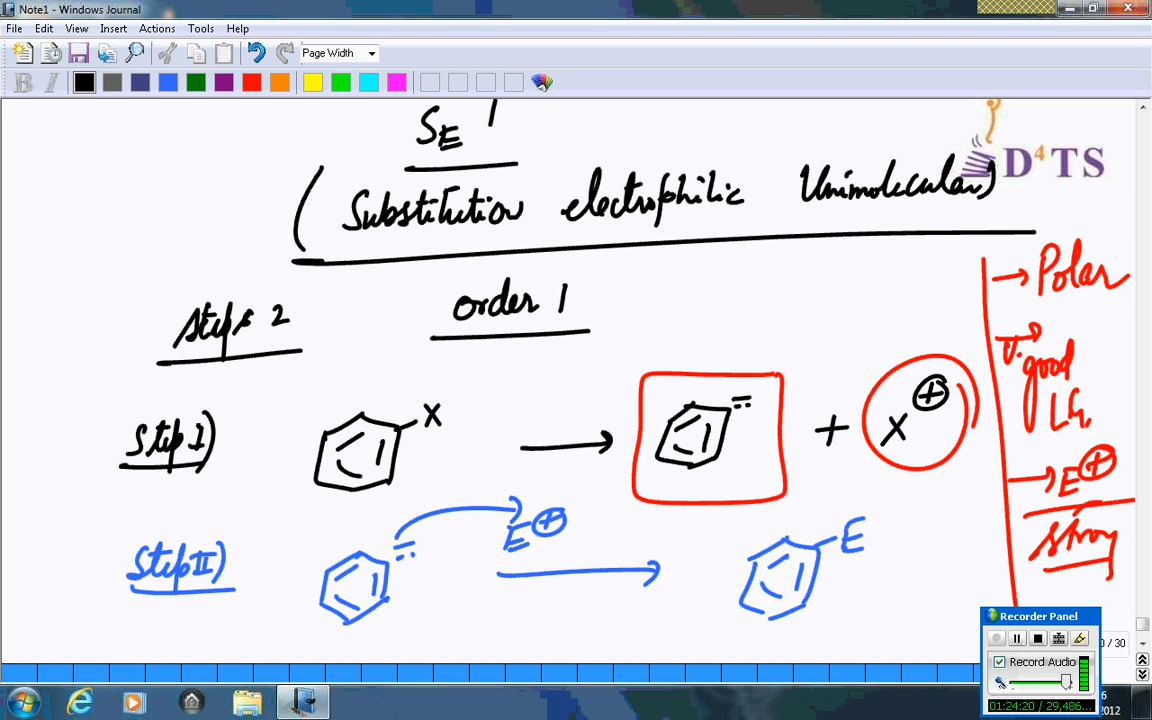 Note1 - Windows Journal
File Edit View Insert Actions Tools Help
Page Width
B I
D4TS
SE 1
(Substitution electrophilic Unimolecular)
Steps 2
order 1
→ Polar
V. good
LG.
→ E⊕
strong
Step I)
X
+ X⊕
Step II)
E⊕
E
Recorder Panel
Record Audio
01:24:20 / 29,486...
/ 30
2012